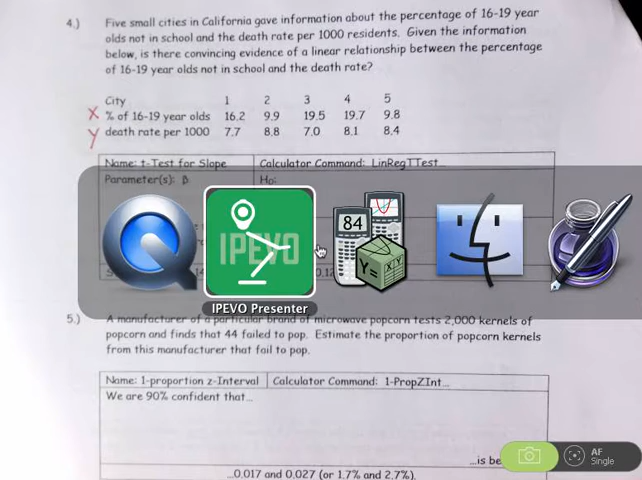 4.) Five small cities in California gave information about the percentage of 16-19 year
olds not in school and the death rate per 1000 residents. Given the information
below, is there convincing evidence of a linear relationship between the percentage
of 16-19 year olds not in school and the death rate?
City 1 2 3 4 5
X % of 16-19 year olds 16.2 9.9 19.5 19.7 9.8
Y death rate per 1000 7.7 8.8 7.0 8.1 8.4
Name: t-Test for Slope Calculator Command: LinRegTTest...
Parameter(s): β Ho:
84
IPEVO
Y= X Y
IPEVO Presenter
5.) A manufacturer of a particular brand of microwave popcorn tests 2,000 kernels of
popcorn and finds that 44 failed to pop. Estimate the proportion of popcorn kernels
from this manufacturer that fail to pop.
Name: 1-proportion z-Interval Calculator Command: 1-PropZInt...
We are 90% confident that...
...is be
AF
Single
...0.017 and 0.027 (or 1.7% and 2.7%).